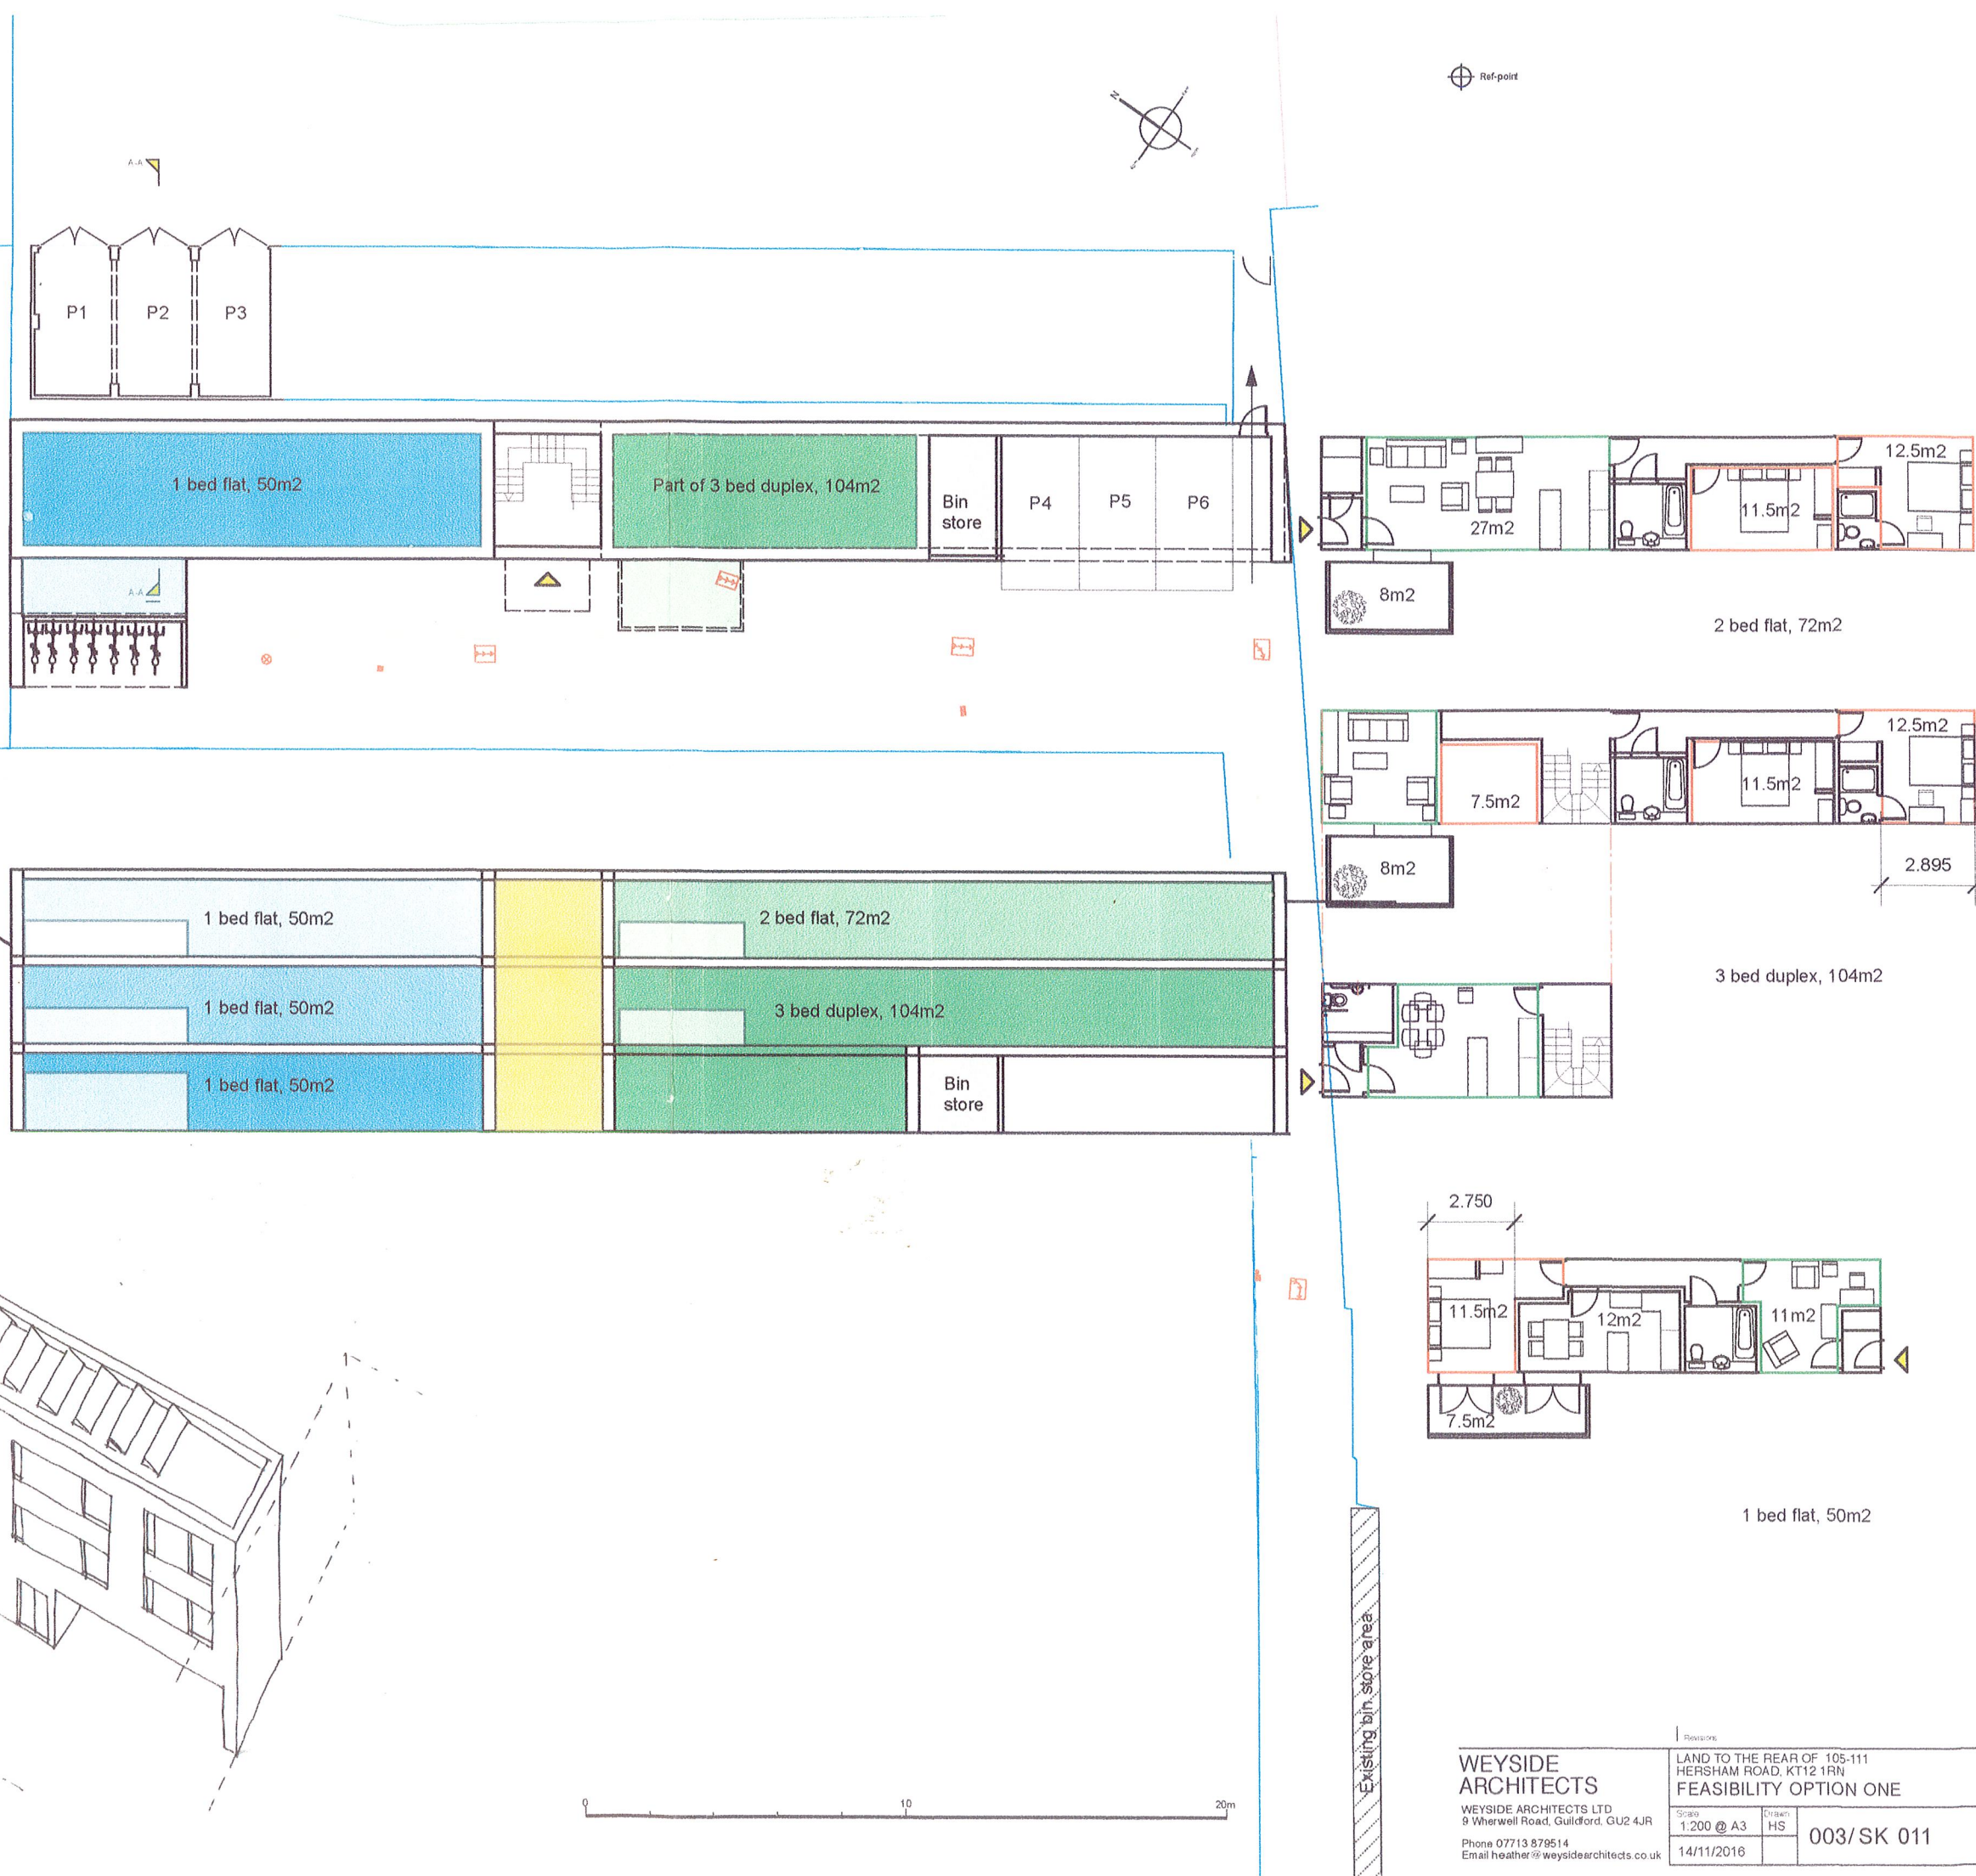 Ref-point
N
A-A
P1
P2
P3
1 bed flat, 50m2
Part of 3 bed duplex, 104m2
Bin
store
P4
P5
P6
A-A
27m2
11.5m2
12.5m2
8m2
2 bed flat, 72m2
7.5m2
11.5m2
12.5m2
8m2
2.895
3 bed duplex, 104m2
1 bed flat, 50m2
2 bed flat, 72m2
1 bed flat, 50m2
3 bed duplex, 104m2
1 bed flat, 50m2
Bin
store
2.750
11.5m2
12m2
11m2
7.5m2
1 bed flat, 50m2
Existing bin store area
0
10
20m
Revisions
WEYSIDE
ARCHITECTS
WEYSIDE ARCHITECTS LTD
9 Wherwell Road, Guildford, GU2 4JR
Phone 07713 879514
Email heather@weysidearchitects.co.uk
LAND TO THE REAR OF 105-111
HERSHAM ROAD, KT12 1RN
FEASIBILITY OPTION ONE
Scale
1:200 @ A3
Drawn
HS
14/11/2016
003/SK 011